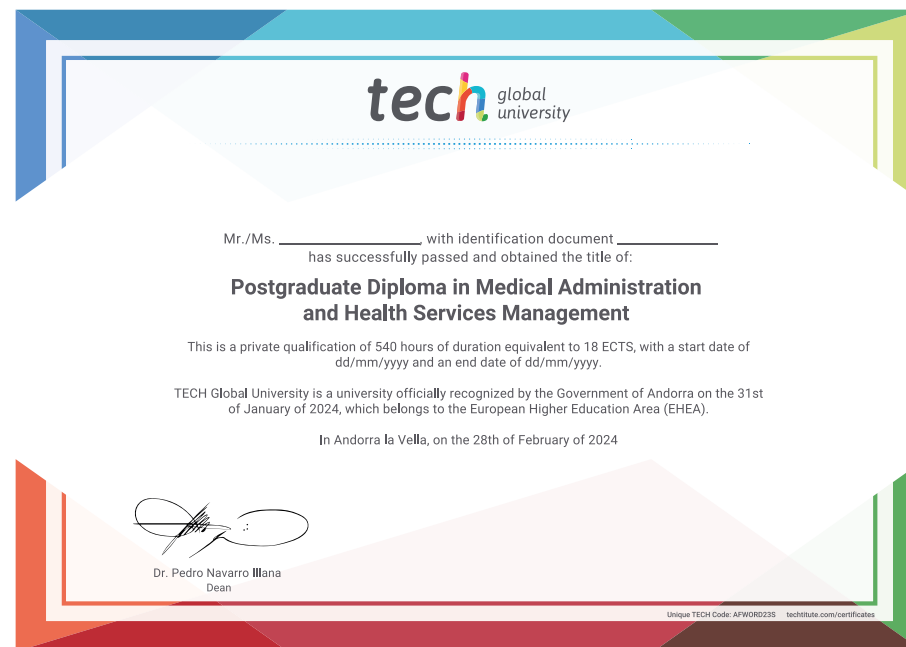 tech global university
Mr./Ms. ____________, with identification document ____________
has successfully passed and obtained the title of:
Postgraduate Diploma in Medical Administration
and Health Services Management
This is a private qualification of 540 hours of duration equivalent to 18 ECTS, with a start date of
dd/mm/yyyy and an end date of dd/mm/yyyy.
TECH Global University is a university officially recognized by the Government of Andorra on the 31st
of January of 2024, which belongs to the European Higher Education Area (EHEA).
In Andorra la Vella, on the 28th of February of 2024
Dr. Pedro Navarro Illana
Dean
Unique TECH Code: AFWORD23S techtitute.com/certificates